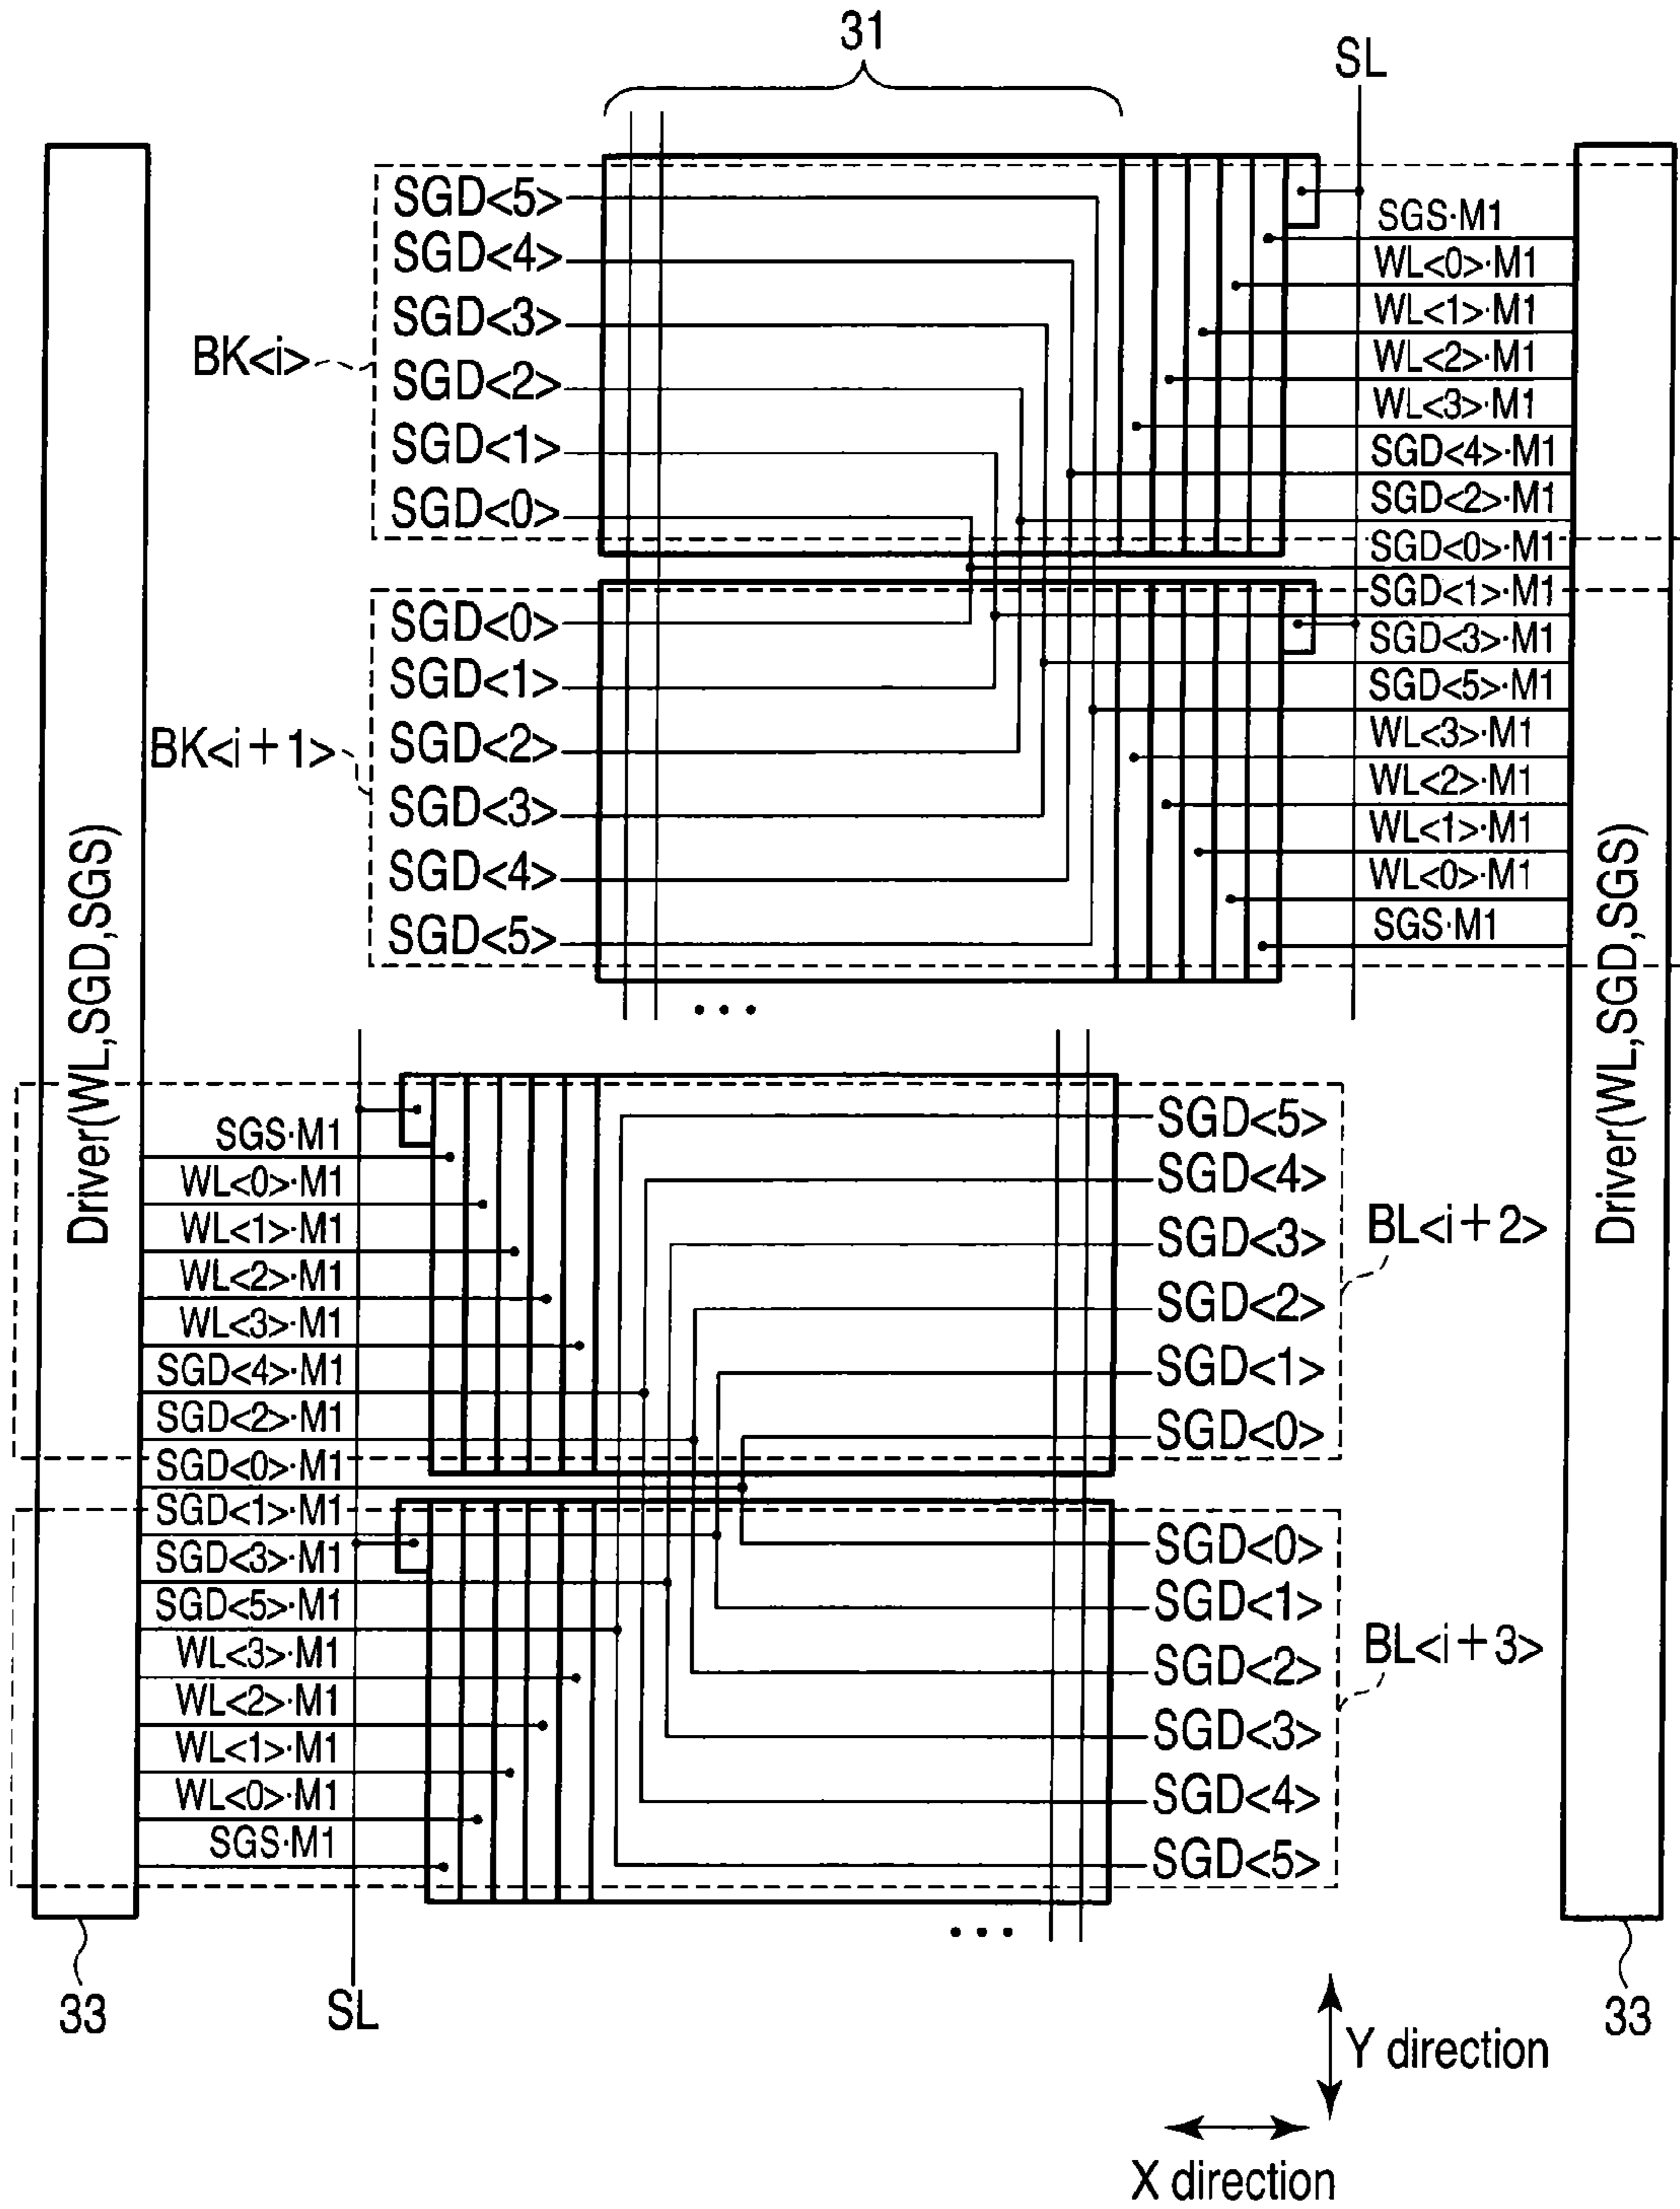 31
SL
SGD<5>
SGD<4>
SGD<3>
SGD<2>
SGD<1>
SGD<0>
BK<i>
SGS·M1
WL<0>·M1
WL<1>·M1
WL<2>·M1
WL<3>·M1
SGD<4>·M1
SGD<2>·M1
SGD<0>·M1
SGD<1>·M1
SGD<3>·M1
SGD<5>·M1
WL<3>·M1
WL<2>·M1
WL<1>·M1
WL<0>·M1
SGS·M1
SGD<0>
SGD<1>
SGD<2>
SGD<3>
SGD<4>
SGD<5>
BK<i+1>
Driver(WL,SGD,SGS)
Driver(WL,SGD,SGS)
...
SGS·M1
WL<0>·M1
WL<1>·M1
WL<2>·M1
WL<3>·M1
SGD<4>·M1
SGD<2>·M1
SGD<0>·M1
SGD<1>·M1
SGD<3>·M1
SGD<5>·M1
WL<3>·M1
WL<2>·M1
WL<1>·M1
WL<0>·M1
SGS·M1
SGD<5>
SGD<4>
SGD<3>
SGD<2>
SGD<1>
SGD<0>
BL<i+2>
SGD<0>
SGD<1>
SGD<2>
SGD<3>
SGD<4>
SGD<5>
BL<i+3>
...
33
SL
33
Y direction
X direction